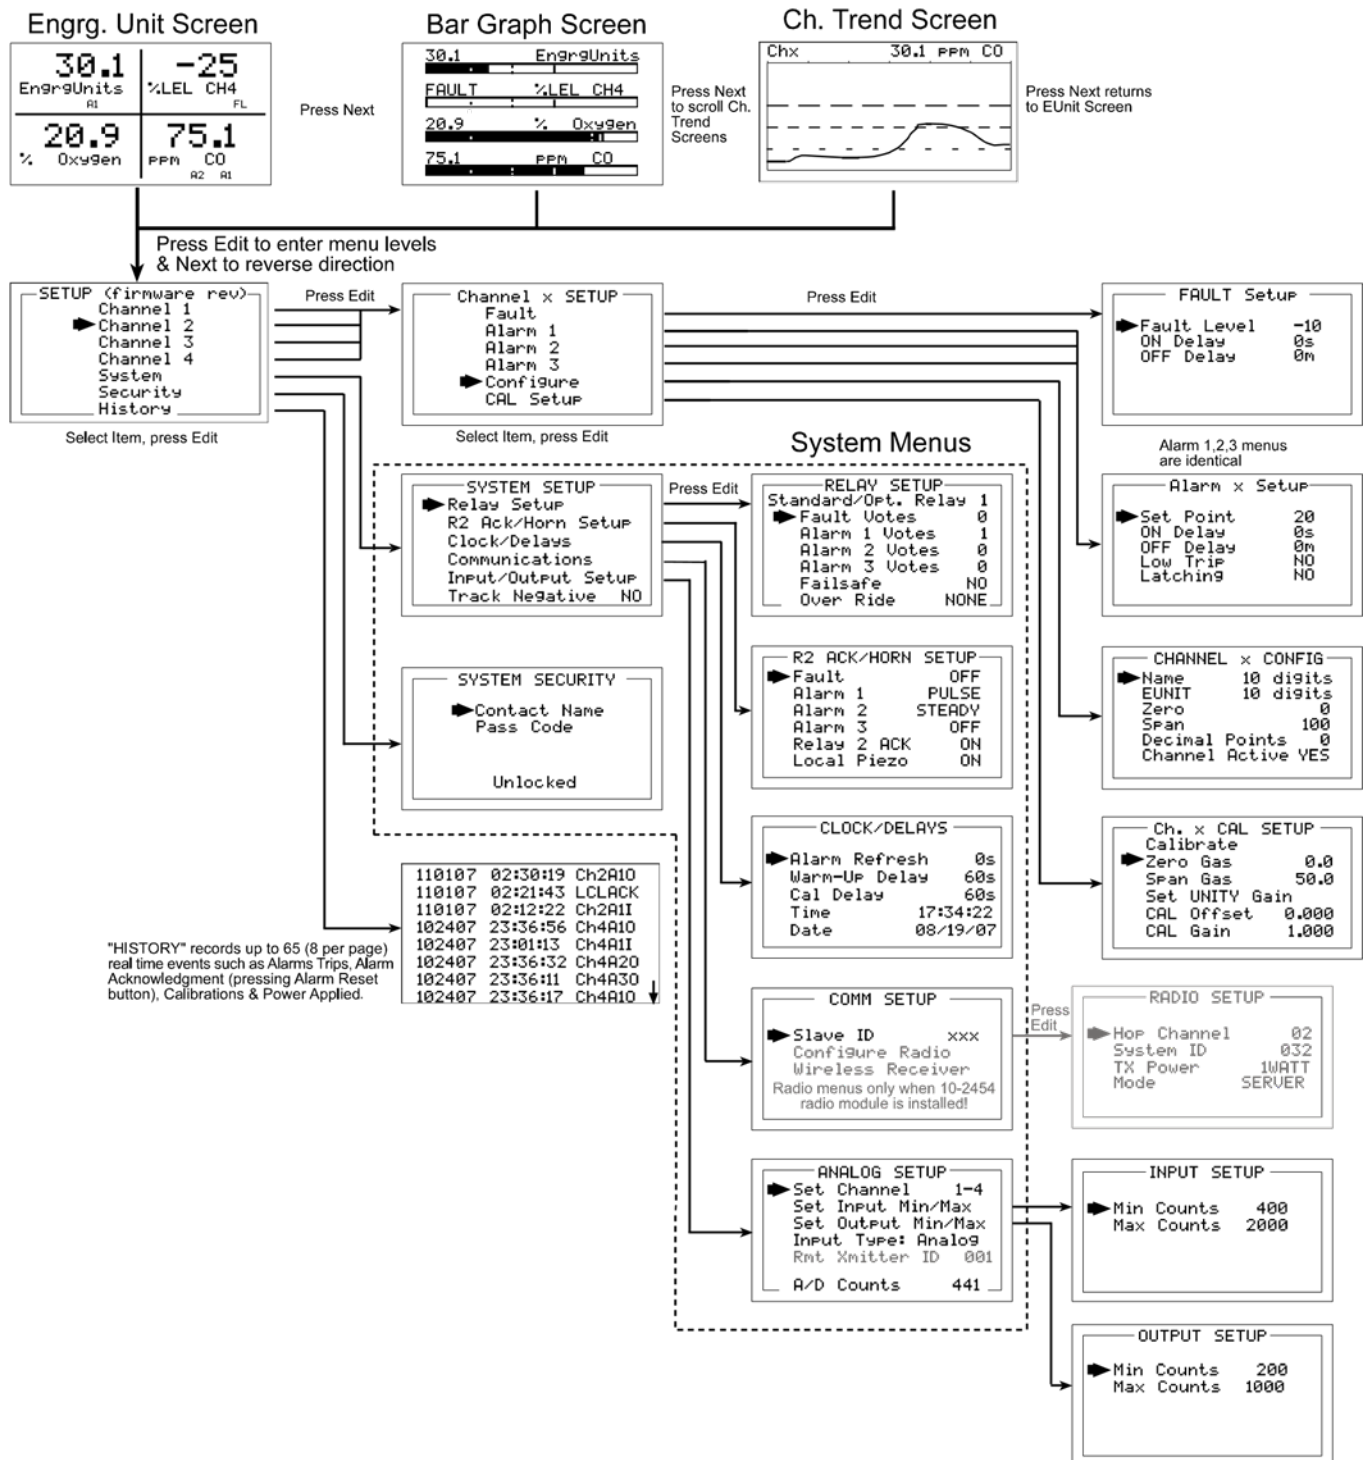 Engrg. Unit Screen
Bar Graph Screen
Ch. Trend Screen
30.1
EngrgUnits
A1
-25
%LEL CH4
FL
20.9
% Oxygen
75.1
PPM CO
A2 A1
Press Next
30.1 EngrgUnits
FAULT %LEL CH4
20.9 % Oxygen
75.1 PPM CO
Press Next
to scroll Ch.
Trend
Screens
Chx 30.1 PPM CO
Press Next returns
to EUnit Screen
Press Edit to enter menu levels
& Next to reverse direction
SETUP (firmware rev)
Channel 1
Channel 2
Channel 3
Channel 4
System
Security
History
Select Item, press Edit
Press Edit
Channel x SETUP
Fault
Alarm 1
Alarm 2
Alarm 3
Configure
CAL Setup
Select Item, press Edit
Press Edit
FAULT Setup
Fault Level -10
ON Delay 0s
OFF Delay 0m
Alarm 1,2,3 menus
are identical
Alarm x Setup
Set Point 20
ON Delay 0s
OFF Delay 0m
Low Trip NO
Latching NO
CHANNEL x CONFIG
Name 10 digits
EUNIT 10 digits
Zero 0
Span 100
Decimal Points 0
Channel Active YES
Ch. x CAL SETUP
Calibrate
Zero Gas 0.0
Span Gas 50.0
Set UNITY Gain
CAL Offset 0.000
CAL Gain 1.000
System Menus
SYSTEM SETUP
Relay Setup
R2 Ack/Horn Setup
Clock/Delays
Communications
Input/Output Setup
Track Negative NO
Press Edit
RELAY SETUP
Standard/Opt. Relay 1
Fault Votes 0
Alarm 1 Votes 1
Alarm 2 Votes 0
Alarm 3 Votes 0
Failsafe NO
Over Ride NONE
SYSTEM SECURITY
Contact Name
Pass Code
Unlocked
R2 ACK/HORN SETUP
Fault OFF
Alarm 1 PULSE
Alarm 2 STEADY
Alarm 3 OFF
Relay 2 ACK ON
Local Piezo ON
CLOCK/DELAYS
Alarm Refresh 0s
Warm-Up Delay 60s
Cal Delay 60s
Time 17:34:22
Date 08/19/07
"HISTORY" records up to 65 (8 per page)
real time events such as Alarms Trips, Alarm
Acknowledgment (pressing Alarm Reset
button), Calibrations & Power Applied.
110107 02:30:19 Ch2A1O
110107 02:21:43 LCLACK
110107 02:12:22 Ch2A1I
102407 23:36:56 Ch4A1O
102407 23:01:13 Ch4A1I
102407 23:36:32 Ch4A2O
102407 23:36:11 Ch4A3O
102407 23:36:17 Ch4A1O
COMM SETUP
Slave ID xxx
Configure Radio
Wireless Receiver
Radio menus only when 10-2454
radio module is installed!
Press
Edit
RADIO SETUP
Hop Channel 02
System ID 032
TX Power 1WATT
Mode SERVER
ANALOG SETUP
Set Channel 1-4
Set Input Min/Max
Set Output Min/Max
Input Type: Analog
Rmt Xmitter ID 001
A/D Counts 441
INPUT SETUP
Min Counts 400
Max Counts 2000
OUTPUT SETUP
Min Counts 200
Max Counts 1000